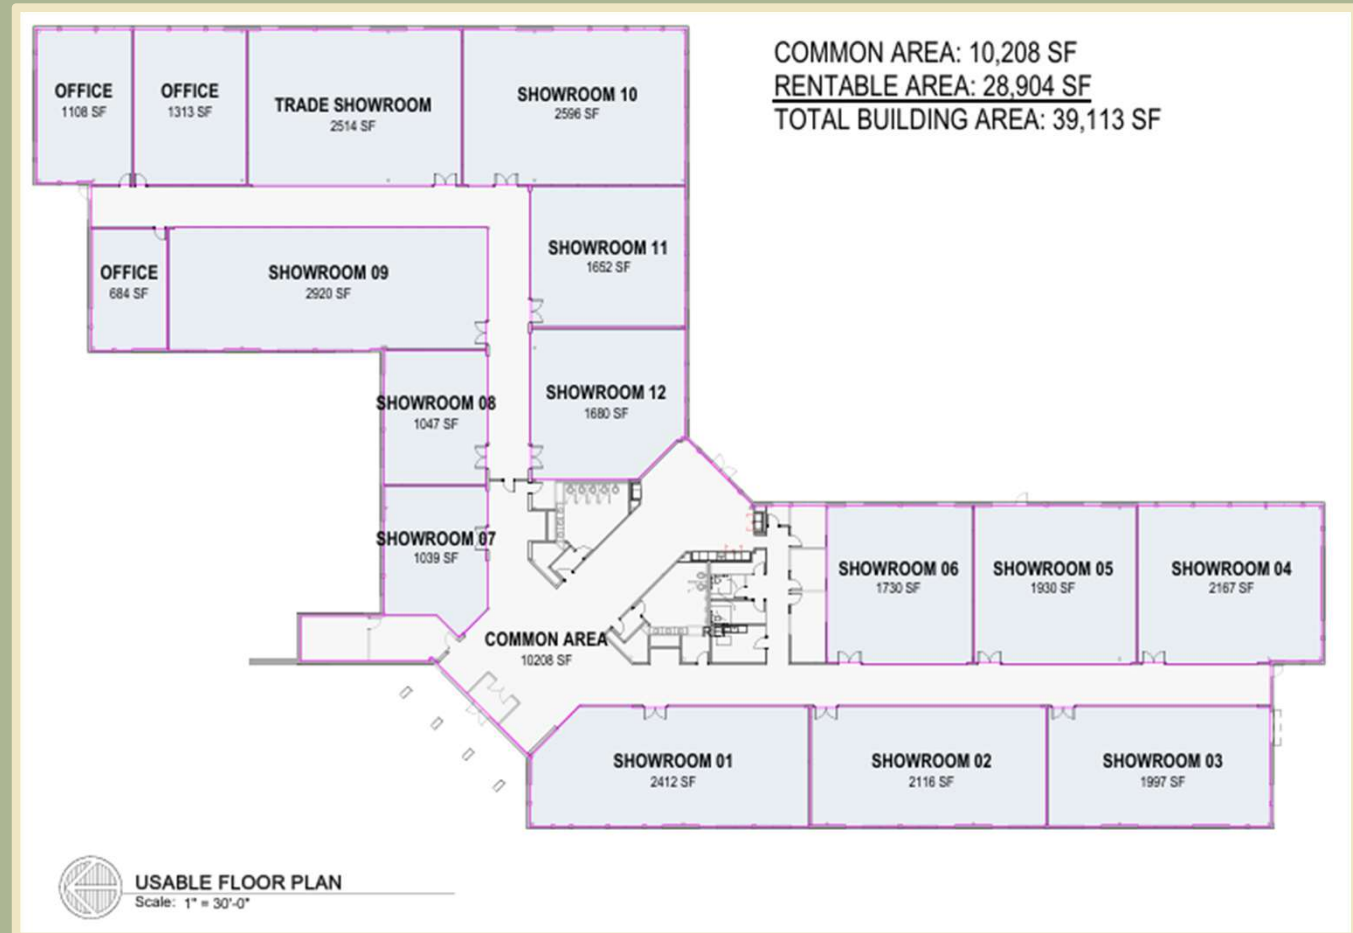 COMMON AREA: 10,208 SF
RENTABLE AREA: 28,904 SF
TOTAL BUILDING AREA: 39,113 SF
OFFICE
1108 SF
OFFICE
1313 SF
TRADE SHOWROOM
2514 SF
SHOWROOM 10
2596 SF
OFFICE
684 SF
SHOWROOM 09
2920 SF
SHOWROOM 11
1652 SF
SHOWROOM 08
1047 SF
SHOWROOM 12
1680 SF
SHOWROOM 07
1039 SF
SHOWROOM 06
1730 SF
SHOWROOM 05
1930 SF
SHOWROOM 04
2167 SF
COMMON AREA
10208 SF
SHOWROOM 01
2412 SF
SHOWROOM 02
2116 SF
SHOWROOM 03
1997 SF
USABLE FLOOR PLAN
Scale: 1" = 30'-0"